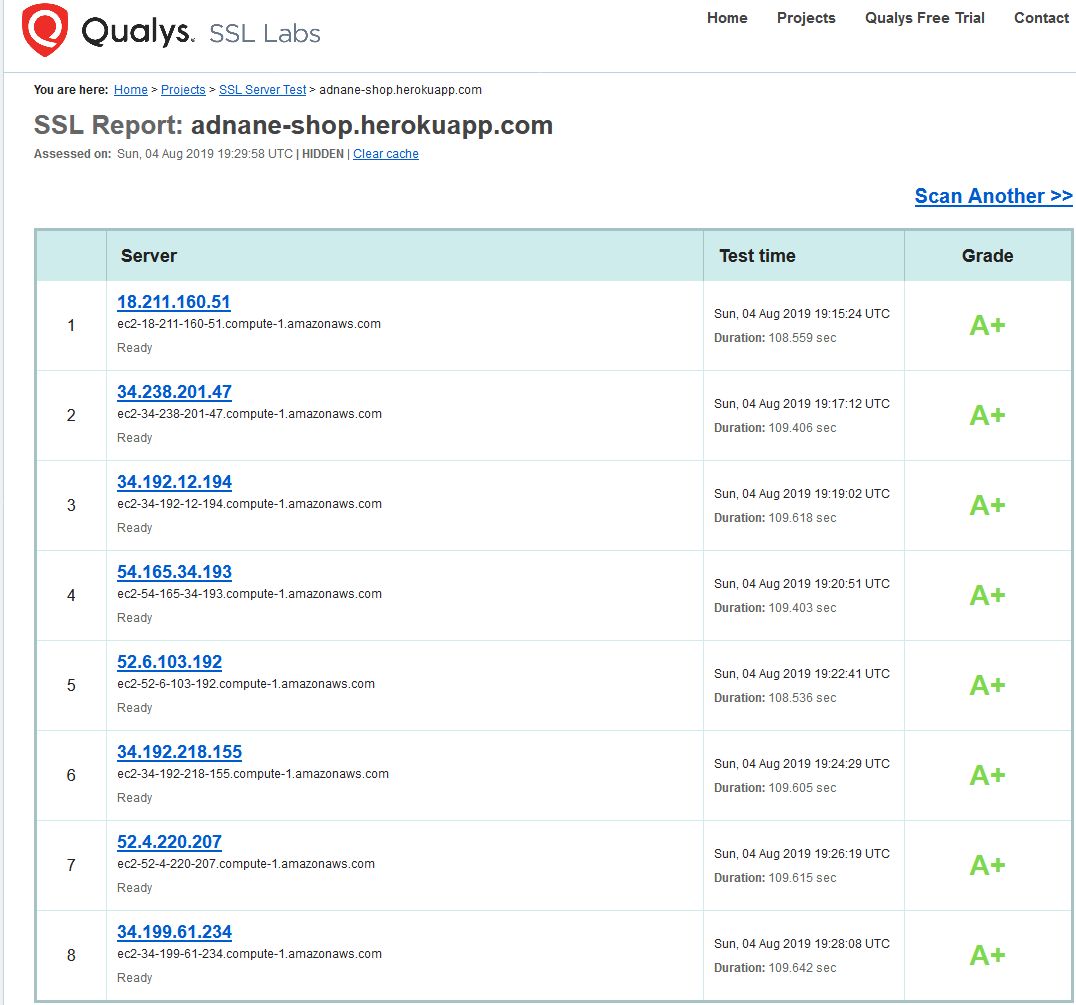 Qualys. SSL Labs
Home Projects Qualys Free Trial Contact
You are here: Home > Projects > SSL Server Test > adnane-shop.herokuapp.com
SSL Report: adnane-shop.herokuapp.com
Assessed on: Sun, 04 Aug 2019 19:29:58 UTC | HIDDEN | Clear cache
Scan Another >>
Server Test time Grade
1
18.211.160.51
ec2-18-211-160-51.compute-1.amazonaws.com
Ready
Sun, 04 Aug 2019 19:15:24 UTC
Duration: 108.559 sec
A+
2
34.238.201.47
ec2-34-238-201-47.compute-1.amazonaws.com
Ready
Sun, 04 Aug 2019 19:17:12 UTC
Duration: 109.406 sec
A+
3
34.192.12.194
ec2-34-192-12-194.compute-1.amazonaws.com
Ready
Sun, 04 Aug 2019 19:19:02 UTC
Duration: 109.618 sec
A+
4
54.165.34.193
ec2-54-165-34-193.compute-1.amazonaws.com
Ready
Sun, 04 Aug 2019 19:20:51 UTC
Duration: 109.403 sec
A+
5
52.6.103.192
ec2-52-6-103-192.compute-1.amazonaws.com
Ready
Sun, 04 Aug 2019 19:22:41 UTC
Duration: 108.536 sec
A+
6
34.192.218.155
ec2-34-192-218-155.compute-1.amazonaws.com
Ready
Sun, 04 Aug 2019 19:24:29 UTC
Duration: 109.605 sec
A+
7
52.4.220.207
ec2-52-4-220-207.compute-1.amazonaws.com
Ready
Sun, 04 Aug 2019 19:26:19 UTC
Duration: 109.615 sec
A+
8
34.199.61.234
ec2-34-199-61-234.compute-1.amazonaws.com
Ready
Sun, 04 Aug 2019 19:28:08 UTC
Duration: 109.642 sec
A+